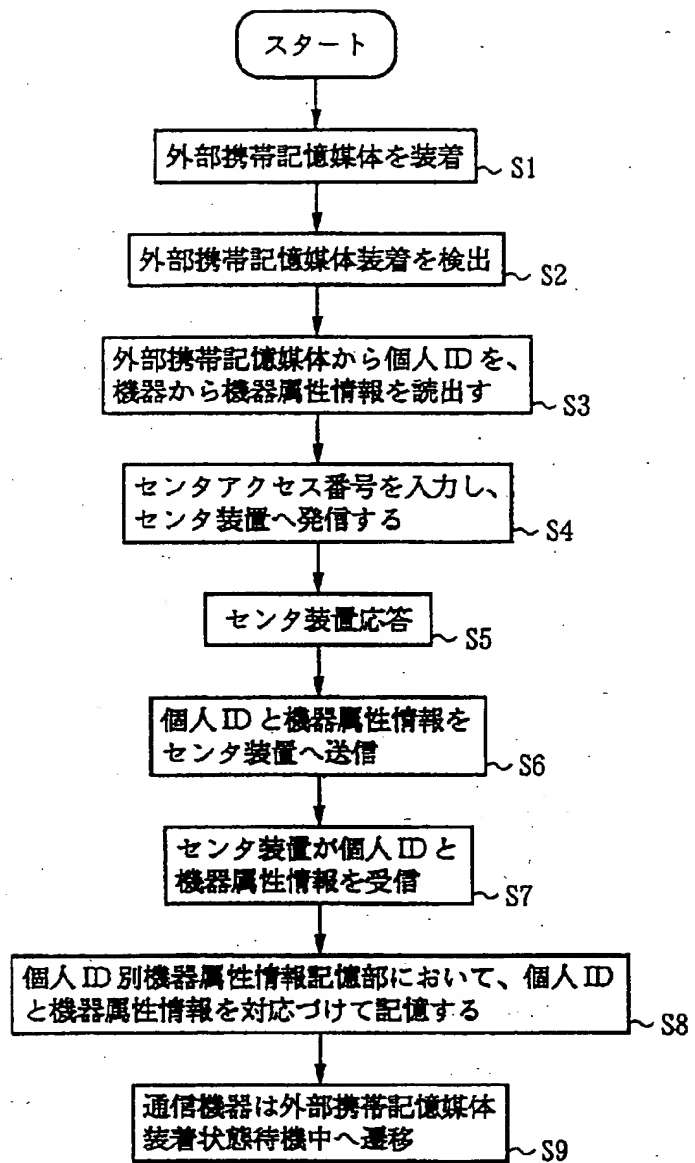 スタート
外部携帯記憶媒体を装着
S1
外部携帯記憶媒体装着を検出
S2
外部携帯記憶媒体から個人IDを、
機器から機器属性情報を読出す
S3
センタアクセス番号を入力し、
センタ装置へ発信する
S4
センタ装置応答
S5
個人IDと機器属性情報を
センタ装置へ送信
S6
センタ装置が個人IDと
機器属性情報を受信
S7
個人ID別機器属性情報記憶部において、個人ID
と機器属性情報を対応づけて記憶する
S8
通信機器は外部携帯記憶媒体
装着状態待機中へ遷移
S9